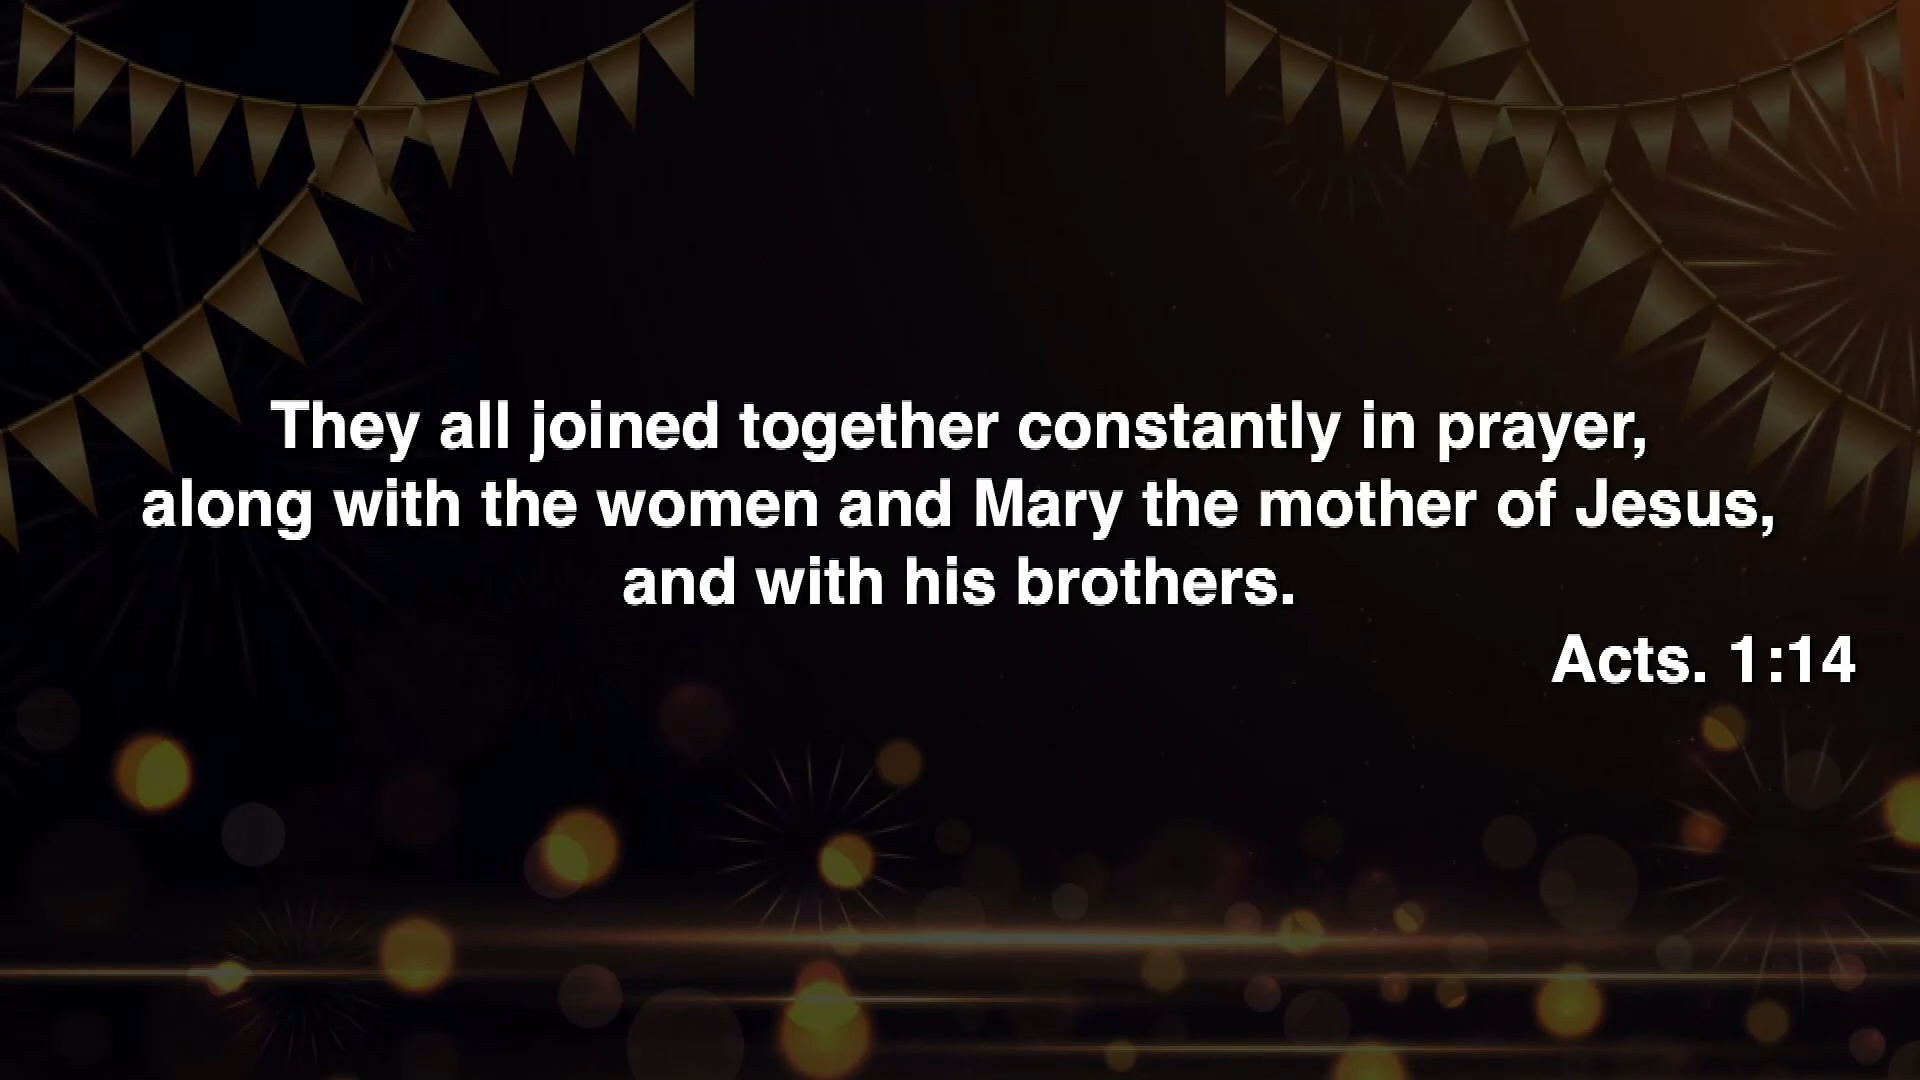 They all joined together constantly in prayer,
along with the women and Mary the mother of Jesus,
and with his brothers.
Acts. 1:14